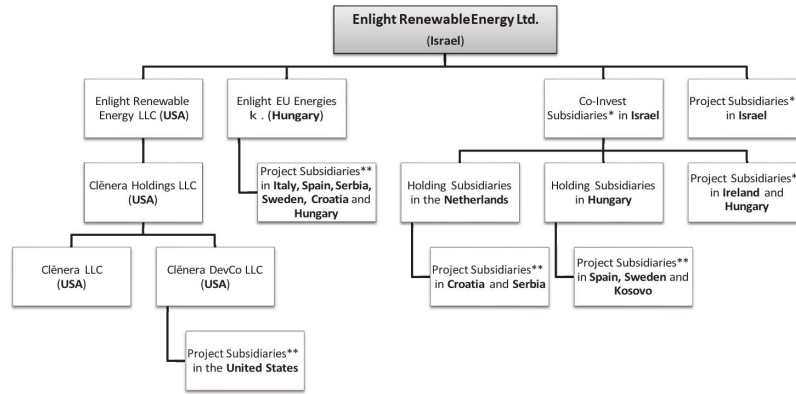 Enlight RenewableEnergy Ltd.
(Israel)
Enlight Renewable
Energy LLC (USA)
Enlight EU Energies
k . (Hungary)
Co-Invest
Subsidiaries* in Israel
Project Subsidiaries*
in Israel
Clēnera Holdings LLC
(USA)
Project Subsidiaries**
in Italy, Spain, Serbia,
Sweden, Croatia and
Hungary
Holding Subsidiaries
in the Netherlands
Holding Subsidiaries
in Hungary
Project Subsidiaries*
in Ireland and
Hungary
Clēnera LLC
(USA)
Clēnera DevCo LLC
(USA)
Project Subsidiaries**
in Croatia and Serbia
Project Subsidiaries**
in Spain, Sweden and
Kosovo
Project Subsidiaries**
in the United States